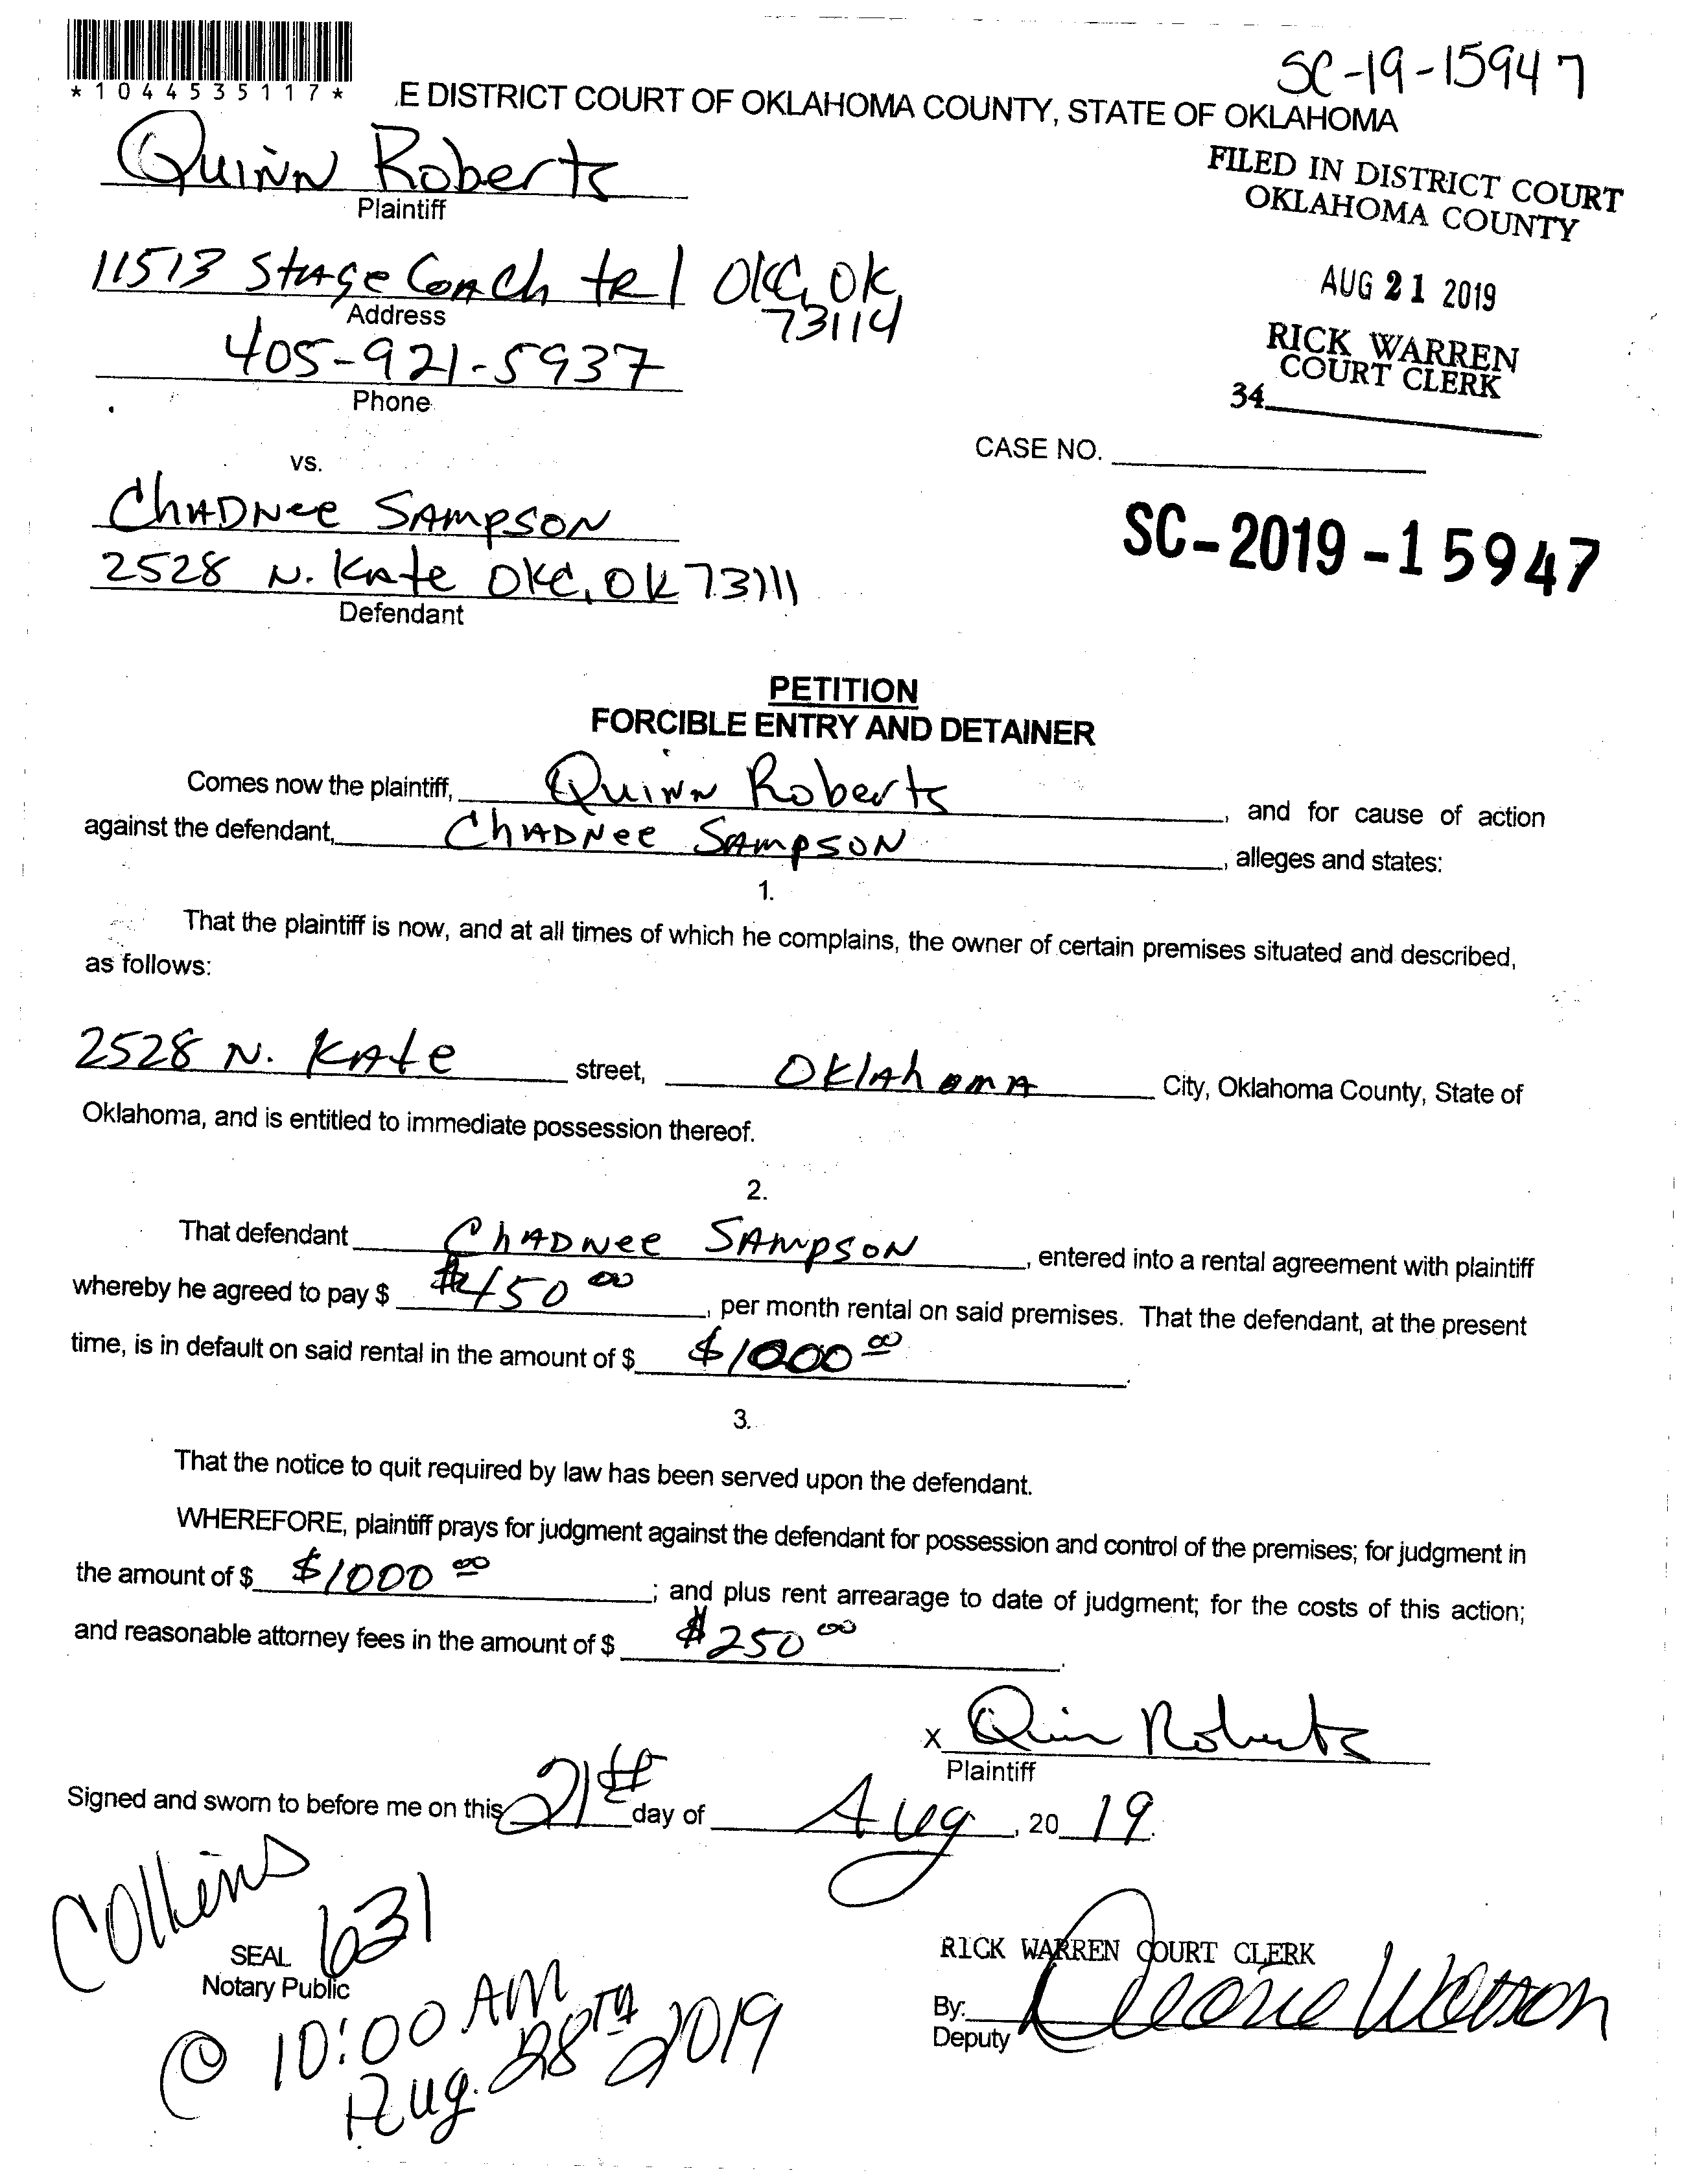 SC-19-15947
*1044535117*
E DISTRICT COURT OF OKLAHOMA COUNTY, STATE OF OKLAHOMA
Quinn Roberts
Plaintiff
FILED IN DISTRICT COURT
OKLAHOMA COUNTY
11513 Stage Coach trl OKC, OK,
73114
Address
AUG 21 2019
405-921-5937
Phone
RICK WARREN
COURT CLERK
34
CASE NO.
vs.
Chadnee Sampson
2528 N. Kate OKC, OK 73111
Defendant
SC-2019-15947
PETITION
FORCIBLE ENTRY AND DETAINER
Comes now the plaintiff, Quinn Roberts, and for cause of action
against the defendant, Chadnee Sampson, alleges and states:
1.
That the plaintiff is now, and at all times of which he complains, the owner of certain premises situated and described,
as follows:
2528 N. Kate street, Oklahoma City, Oklahoma County, State of
Oklahoma, and is entitled to immediate possession thereof.
2.
That defendant Chadnee Sampson, entered into a rental agreement with plaintiff
whereby he agreed to pay $ $450 00, per month rental on said premises. That the defendant, at the present
time, is in default on said rental in the amount of $ $1000 00.
3.
That the notice to quit required by law has been served upon the defendant.
WHEREFORE, plaintiff prays for judgment against the defendant for possession and control of the premises; for judgment in
the amount of $ $1000 00; and plus rent arrearage to date of judgment; for the costs of this action;
and reasonable attorney fees in the amount of $ $250 00.
x Quin Roberts
Plaintiff
Signed and sworn to before me on this 21st day of Aug, 20 19.
Collins
631
SEAL
Notary Public
@ 10:00 AM
Aug. 28TH 2019
RICK WARREN COURT CLERK
By:
Deputy